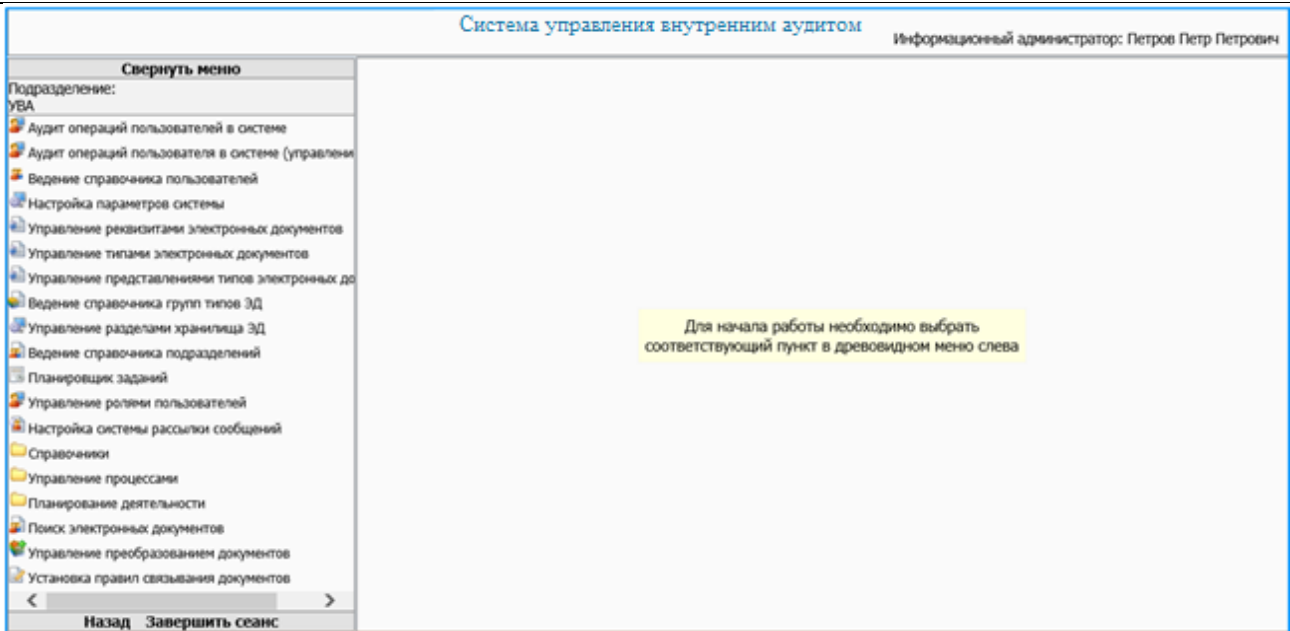 Система управления внутренним аудитом
Информационный администратор: Петров Петр Петрович
Свернуть меню
Подразделение:
УВА
Аудит операций пользователей в системе
Аудит операций пользователя в системе (управлени
Ведение справочника пользователей
Настройка параметров системы
Управление реквизитами электронных документов
Управление типами электронных документов
Управление представлениями типов электронных до
Ведение справочника групп типов ЭД
Управление разделами хранилища ЭД
Ведение справочника подразделений
Планировщик заданий
Управление ролями пользователей
Настройка системы рассылки сообщений
Справочники
Управление процессами
Планирование деятельности
Поиск электронных документов
Управление преобразованием документов
Установка правил связывания документов
Назад Завершить сеанс
Для начала работы необходимо выбрать
соответствующий пункт в древовидном меню слева